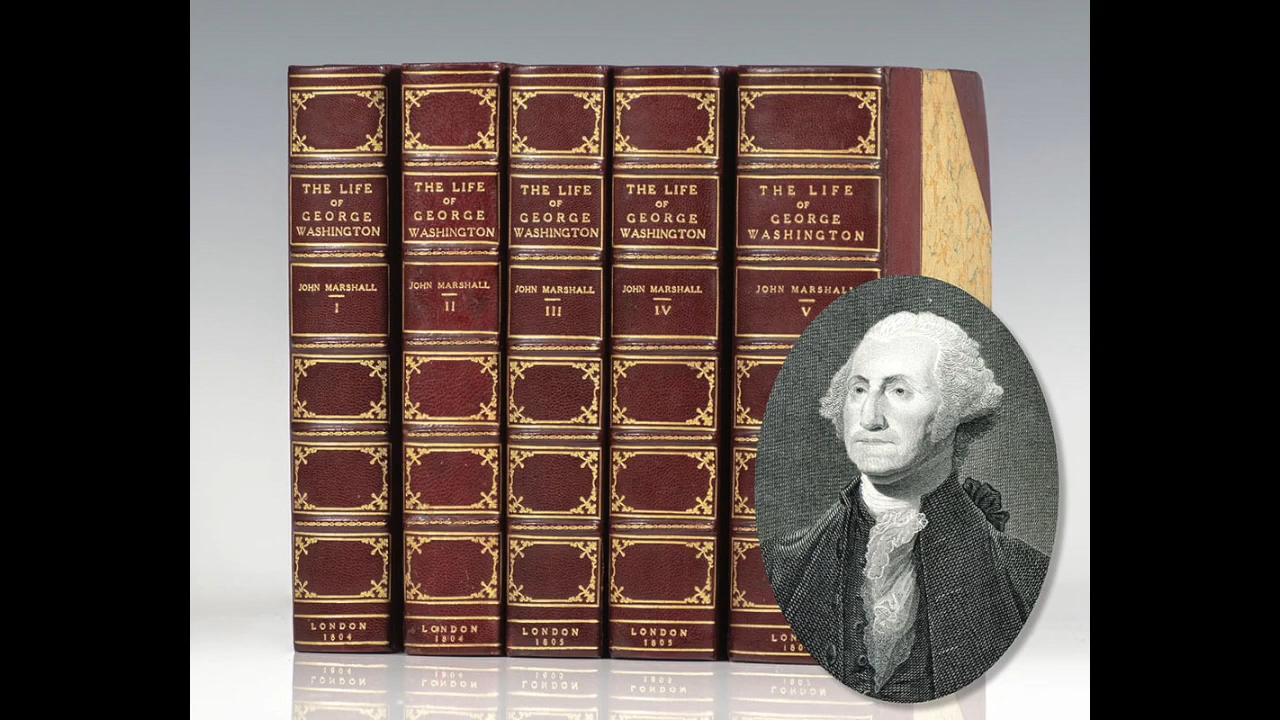 THE LIFE
OF
GEORGE
WASHINGTON
JOHN MARSHALL
I
LONDON
1804
THE LIFE
OF
GEORGE
WASHINGTON
JOHN MARSHALL
II
LONDON
1804
THE LIFE
OF
GEORGE
WASHINGTON
JOHN MARSHALL
III
LONDON
1805
THE LIFE
OF
GEORGE
WASHINGTON
JOHN MARSHALL
IV
LONDON
1805
THE LIFE
OF
GEORGE
WASHINGTON
JOHN MARSHALL
V